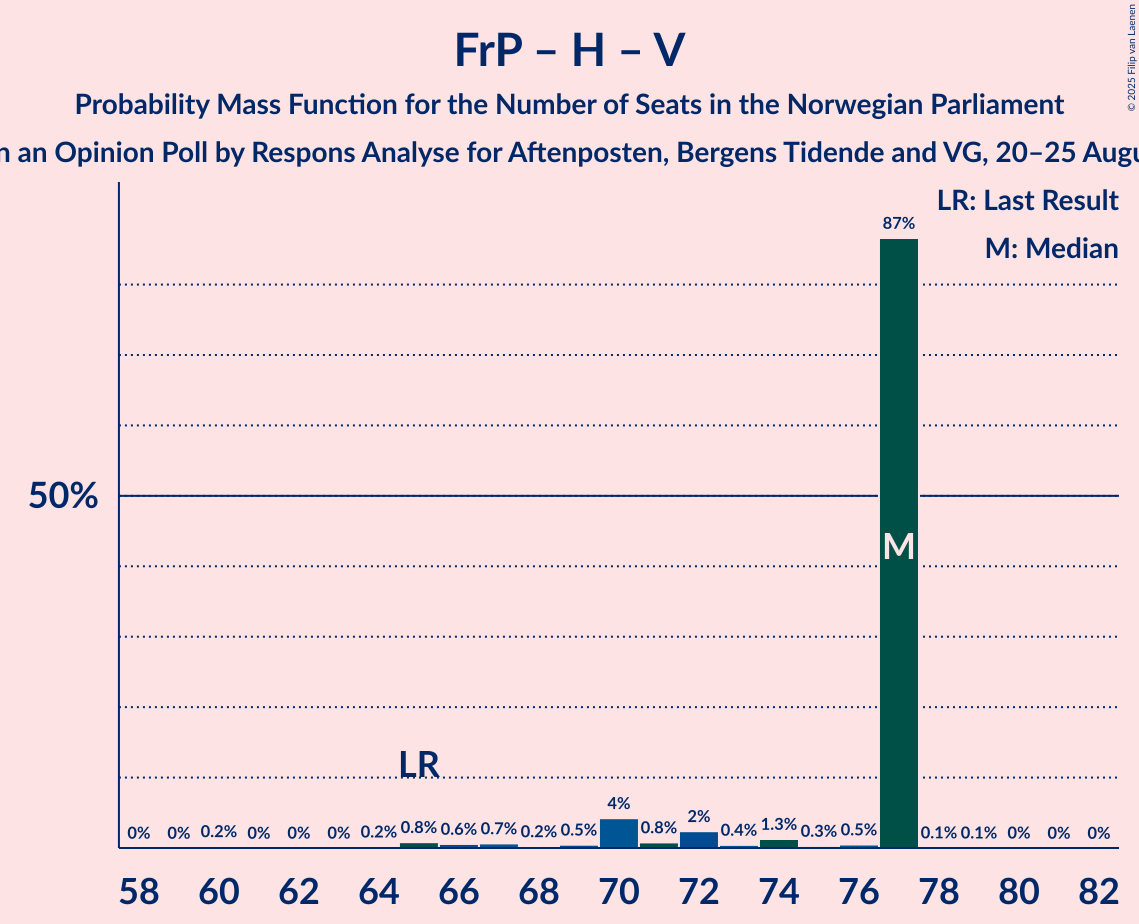 FrP – H – V
Probability Mass Function for the Number of Seats in the Norwegian Parliament
an Opinion Poll by Respons Analyse for Aftenposten, Bergens Tidende and VG, 20–25
© 2025 Filip van Laenen
LR: Last Result
M: Median
87%
50%
M
LR
0% 0% 0.2% 0% 0% 0% 0.2% 0.8% 0.6% 0.7% 0.2% 0.5% 4% 0.8% 2% 0.4% 1.3% 0.3% 0.5% 0.1% 0.1% 0% 0% 0%
58 60 62 64 66 68 70 72 74 76 78 80 82